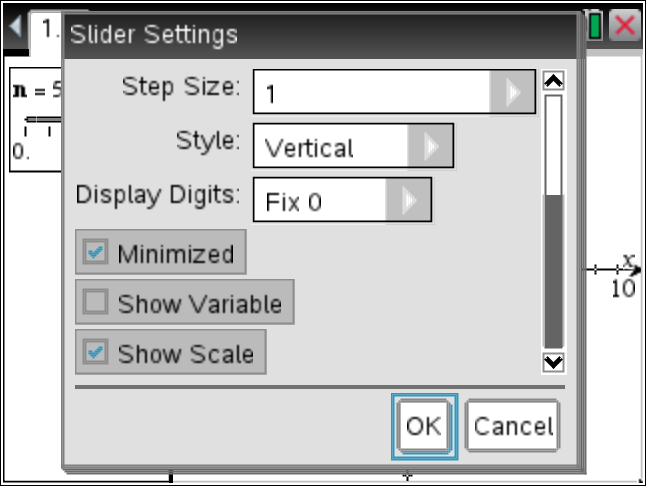 1.
Slider Settings
n = 5
0.
Step Size: 1
Style: Vertical
Display Digits: Fix 0
Minimized
Show Variable
Show Scale
x
10
OK Cancel